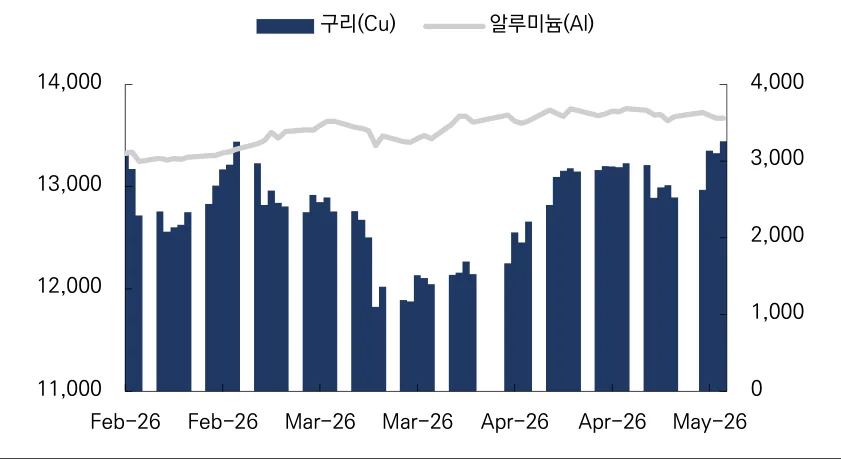 구리(Cu) 알루미늄(Al)
14,000 4,000
13,000 3,000
12,000 2,000
11,000 1,000
0
Feb-26 Feb-26 Mar-26 Mar-26 Apr-26 Apr-26 May-26